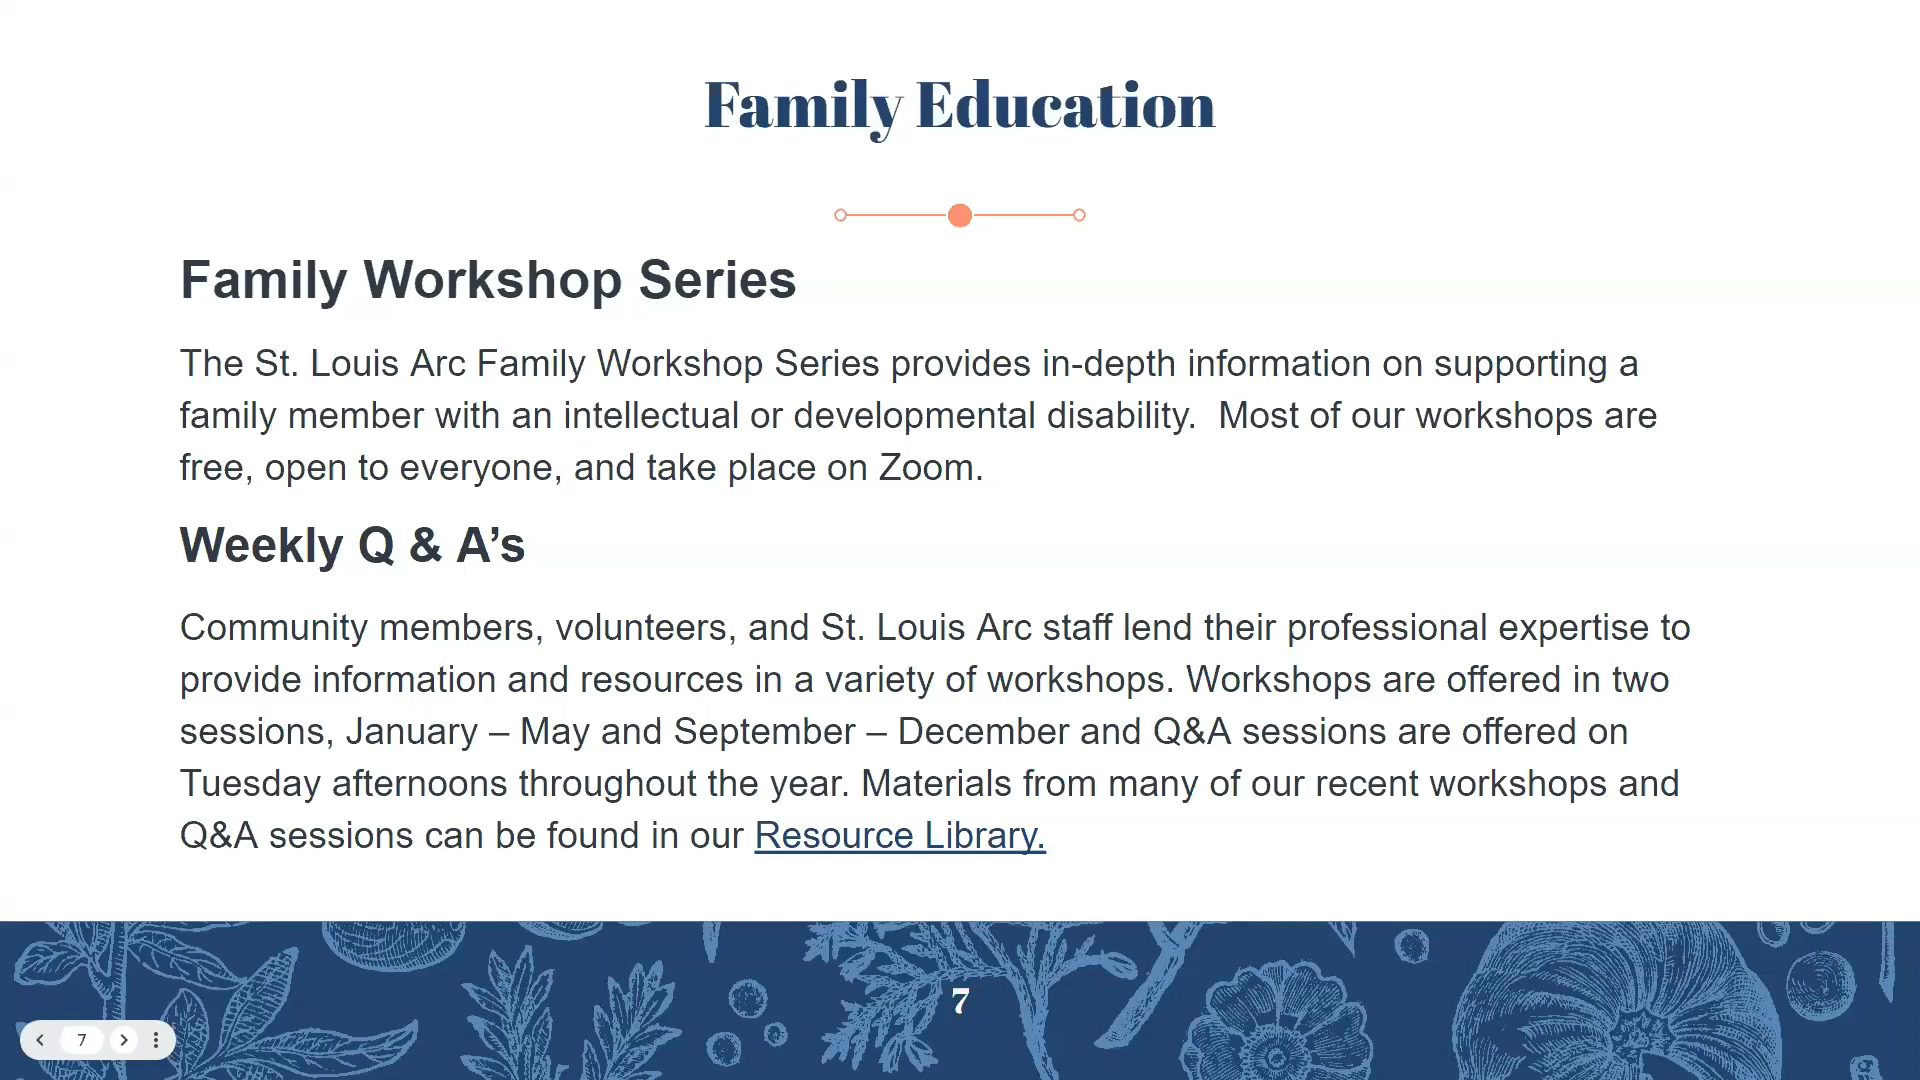 Family Education
Family Workshop Series
The St. Louis Arc Family Workshop Series provides in-depth information on supporting a
family member with an intellectual or developmental disability.  Most of our workshops are
free, open to everyone, and take place on Zoom.
Weekly Q & A’s
Community members, volunteers, and St. Louis Arc staff lend their professional expertise to
provide information and resources in a variety of workshops. Workshops are offered in two
sessions, January – May and September – December and Q&A sessions are offered on
Tuesday afternoons throughout the year. Materials from many of our recent workshops and
Q&A sessions can be found in our Resource Library.
7
7